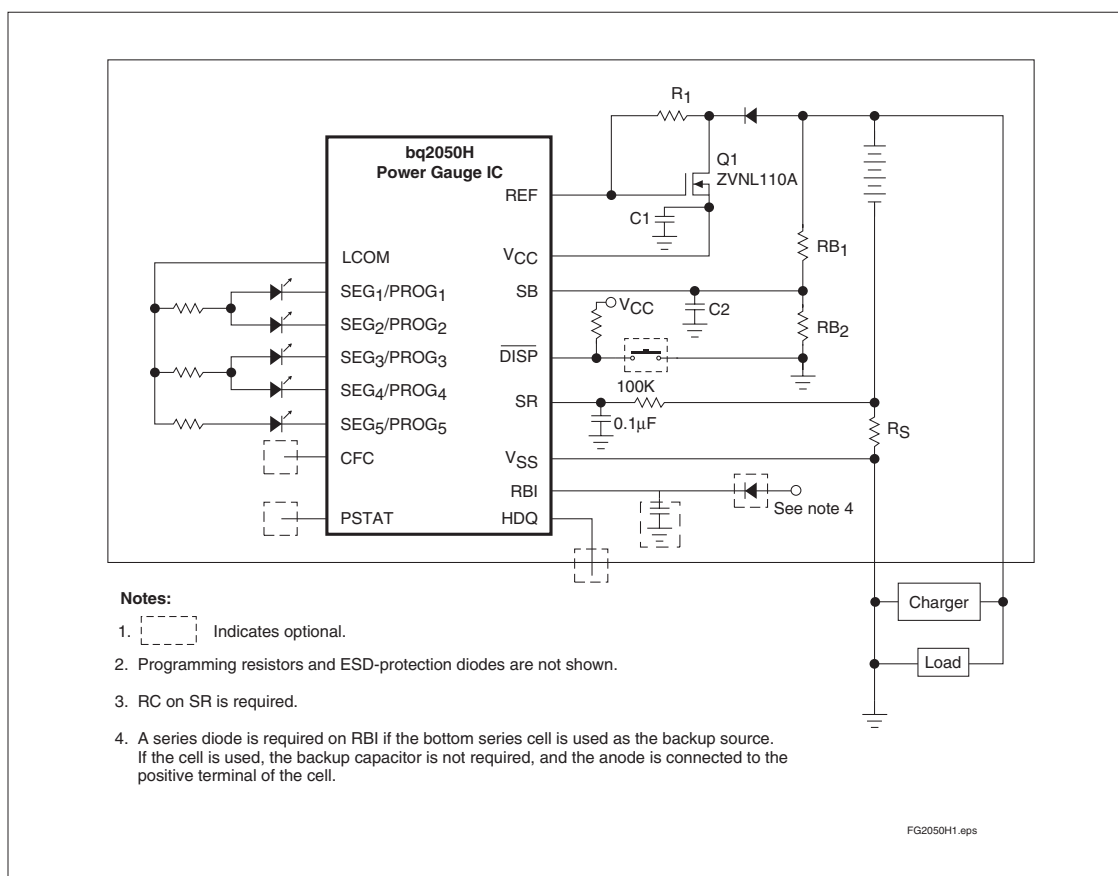 R1
bq2050H
Power Gauge IC
Q1
ZVNL110A
REF
C1
LCOM
VCC
RB1
SEG1/PROG1
SB
VCC
C2
SEG2/PROG2
RB2
SEG3/PROG3
DISP
100K
SEG4/PROG4
SR
SEG5/PROG5
0.1µF
RS
CFC
VSS
RBI
See note 4
PSTAT
HDQ
Charger
Load
Notes:
1. Indicates optional.
2. Programming resistors and ESD-protection diodes are not shown.
3. RC on SR is required.
4. A series diode is required on RBI if the bottom series cell is used as the backup source.
If the cell is used, the backup capacitor is not required, and the anode is connected to the
positive terminal of the cell.
FG2050H1.eps